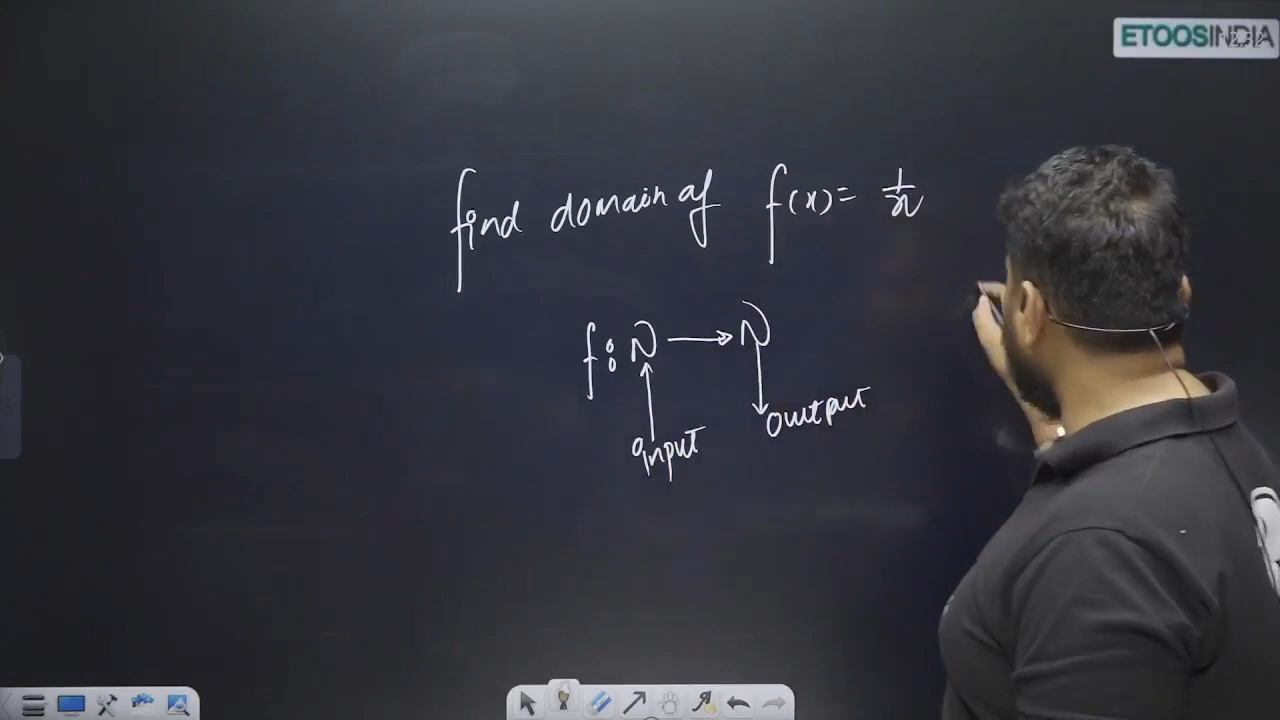 ETOOSINDIA
find domain of f(x) = 1/x
f: N → N
input
output